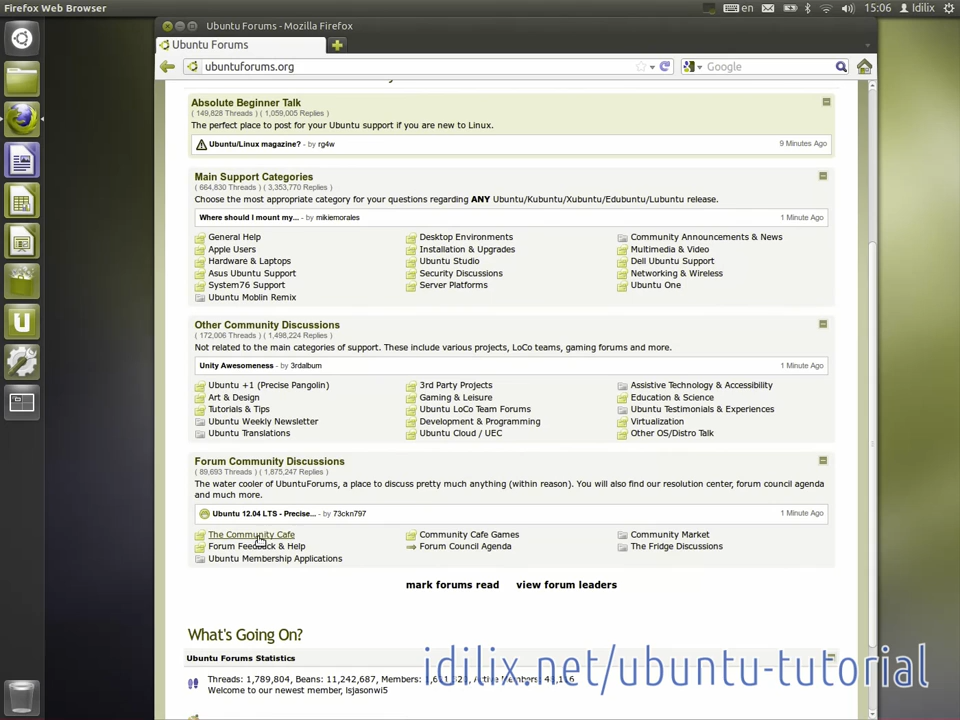 Firefox Web Browser
en
15:06
Idilix
Ubuntu Forums - Mozilla Firefox
Ubuntu Forums
ubuntuforums.org
Google
Absolute Beginner Talk
( 149,828 Threads ) ( 1,059,005 Replies )
The perfect place to post for your Ubuntu support if you are new to Linux.
Ubuntu/Linux magazine? - by rg4w
9 Minutes Ago
Main Support Categories
( 664,830 Threads ) ( 3,353,770 Replies )
Choose the most appropriate category for your questions regarding ANY Ubuntu/Kubuntu/Xubuntu/Edubuntu/Lubuntu release.
Where should I mount my... - by mikiemorales
1 Minute Ago
General Help
Desktop Environments
Community Announcements & News
Apple Users
Installation & Upgrades
Multimedia & Video
Hardware & Laptops
Ubuntu Studio
Dell Ubuntu Support
Asus Ubuntu Support
Security Discussions
Networking & Wireless
System76 Support
Server Platforms
Ubuntu One
Ubuntu Moblin Remix
Other Community Discussions
( 172,006 Threads ) ( 1,498,224 Replies )
Not related to the main categories of support. These include various projects, LoCo teams, gaming forums and more.
Unity Awesomeness - by 3rdalbum
1 Minute Ago
Ubuntu +1 (Precise Pangolin)
3rd Party Projects
Assistive Technology & Accessibility
Art & Design
Gaming & Leisure
Education & Science
Tutorials & Tips
Ubuntu LoCo Team Forums
Ubuntu Testimonials & Experiences
Ubuntu Weekly Newsletter
Development & Programming
Virtualization
Ubuntu Translations
Ubuntu Cloud / UEC
Other OS/Distro Talk
Forum Community Discussions
( 89,693 Threads ) ( 1,875,247 Replies )
The water cooler of UbuntuForums, a place to discuss pretty much anything (within reason). You will also find our resolution center, forum council agenda
and much more.
Ubuntu 12.04 LTS - Precise... - by 73ckn797
1 Minute Ago
The Community Cafe
Community Cafe Games
Community Market
Forum Feedback & Help
Forum Council Agenda
The Fridge Discussions
Ubuntu Membership Applications
mark forums read
view forum leaders
What's Going On?
Ubuntu Forums Statistics
idilix.net/ubuntu-tutorial
Threads: 1,789,804, Beans: 11,242,687, Members:
Welcome to our newest member, lsjasonwi5